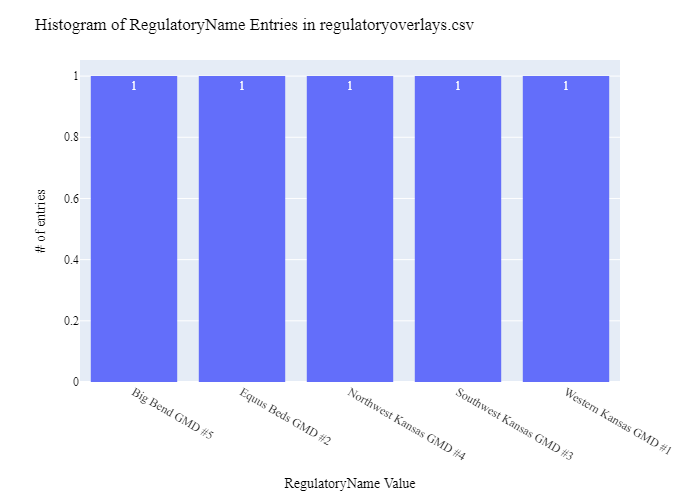 Histogram of RegulatoryName Entries in regulatoryoverlays.csv
1
1
1
1
1
1
0.8
0.6
0.4
0.2
0
# of entries
Big Bend GMD #5
Equus Beds GMD #2
Northwest Kansas GMD #4
Southwest Kansas GMD #3
Western Kansas GMD #1
RegulatoryName Value